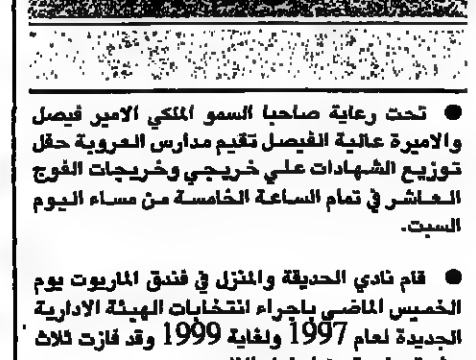 ● تحت رعاية صاحبا السمو الملكي الامير فيصل
والاميرة عالية الفيصل تقيم مدارس العروبة حفل
توزيع الشهادات علي خريجي وخريجات الفوج
العاشر في تمام الساعة الخامسة من مساء اليوم
السبت.
● قام نادي الحديقة والمنزل في فندق الماريوت يوم
الخميس الماضي باجراء انتخابات الهيئة الادارية
الجديدة لعام 1997 ولغاية 1999 وقد فازت ثلاث